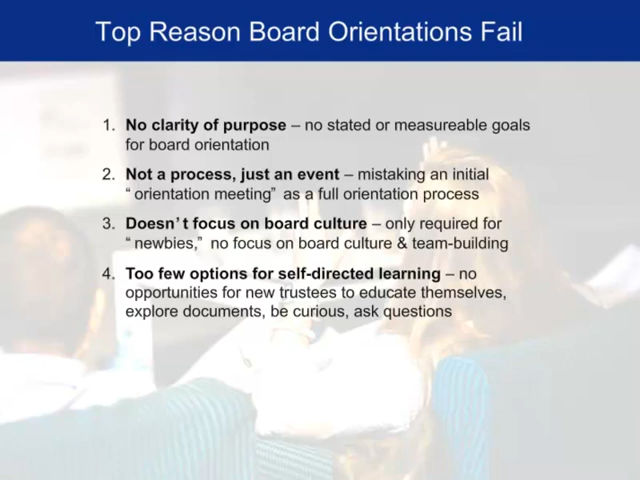 Top Reason Board Orientations Fail
1. No clarity of purpose – no stated or measureable goals
for board orientation
2. Not a process, just an event – mistaking an initial
“ orientation meeting” as a full orientation process
3. Doesn’ t focus on board culture – only required for
“ newbies,” no focus on board culture & team-building
4. Too few options for self-directed learning – no
opportunities for new trustees to educate themselves,
explore documents, be curious, ask questions